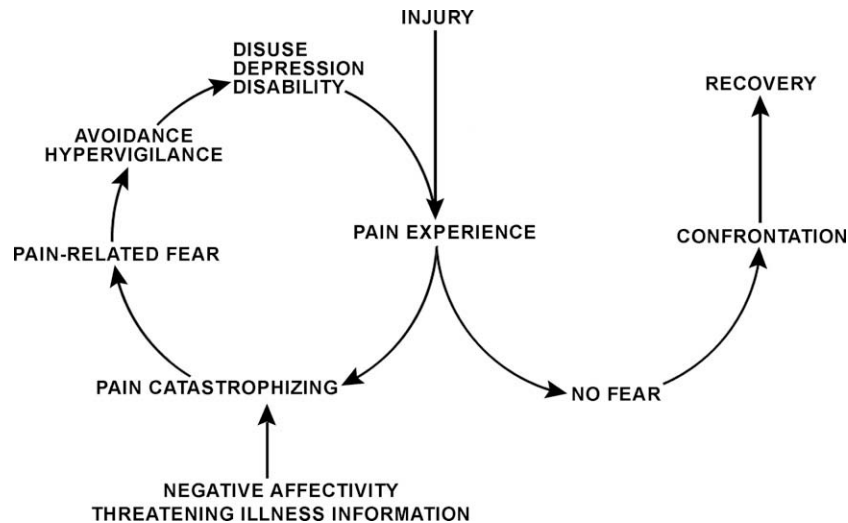 INJURY
DISUSE
DEPRESSION
DISABILITY
RECOVERY
AVOIDANCE
HYPERVIGILANCE
PAIN EXPERIENCE
CONFRONTATION
PAIN-RELATED FEAR
PAIN CATASTROPHIZING
NO FEAR
NEGATIVE AFFECTIVITY
THREATENING ILLNESS INFORMATION